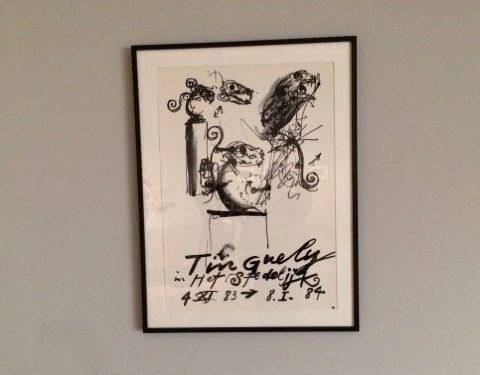 Tinguely
in Het Stedelijk
4 XI. 83 → 8. I. 84